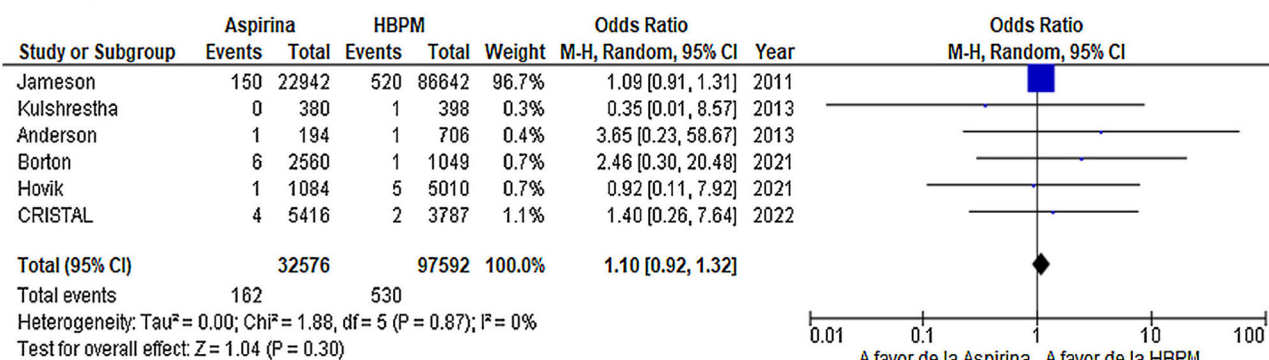 Aspirina HBPM Odds Ratio Odds Ratio
Study or Subgroup Events Total Events Total Weight M-H, Random, 95% CI Year M-H, Random, 95% CI
Jameson 150 22942 520 86642 96.7% 1.09 [0.91, 1.31] 2011
Kulshrestha 0 380 1 398 0.3% 0.35 [0.01, 8.57] 2013
Anderson 1 194 1 706 0.4% 3.65 [0.23, 58.67] 2013
Borton 6 2560 1 1049 0.7% 2.46 [0.30, 20.48] 2021
Hovik 1 1084 5 5010 0.7% 0.92 [0.11, 7.92] 2021
CRISTAL 4 5416 2 3787 1.1% 1.40 [0.26, 7.64] 2022
Total (95% CI) 32576 97592 100.0% 1.10 [0.92, 1.32]
Total events 162 530
Heterogeneity: Tau² = 0.00; Chi² = 1.88, df = 5 (P = 0.87); I² = 0%
Test for overall effect: Z = 1.04 (P = 0.30)
0.01 0.1 1 10 100
A favor de la Aspirina A favor de la HBPM